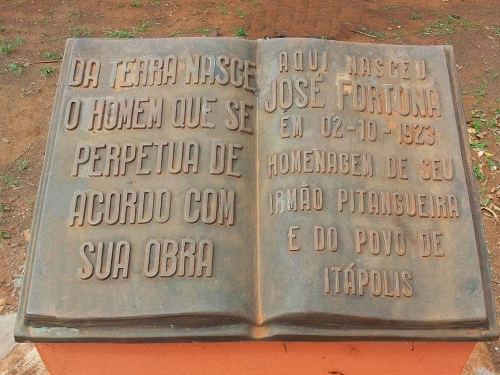 DA TERRA NASCE
O HOMEM QUE SE
PERPETUA DE
ACORDO COM
SUA OBRA
AQUI NASCEU
JOSÉ FORTUNA
EM 02-10-1923
HOMENAGEM DE SEU
IRMÃO PITANGUEIRA
E DO POVO DE
ITÁPOLIS